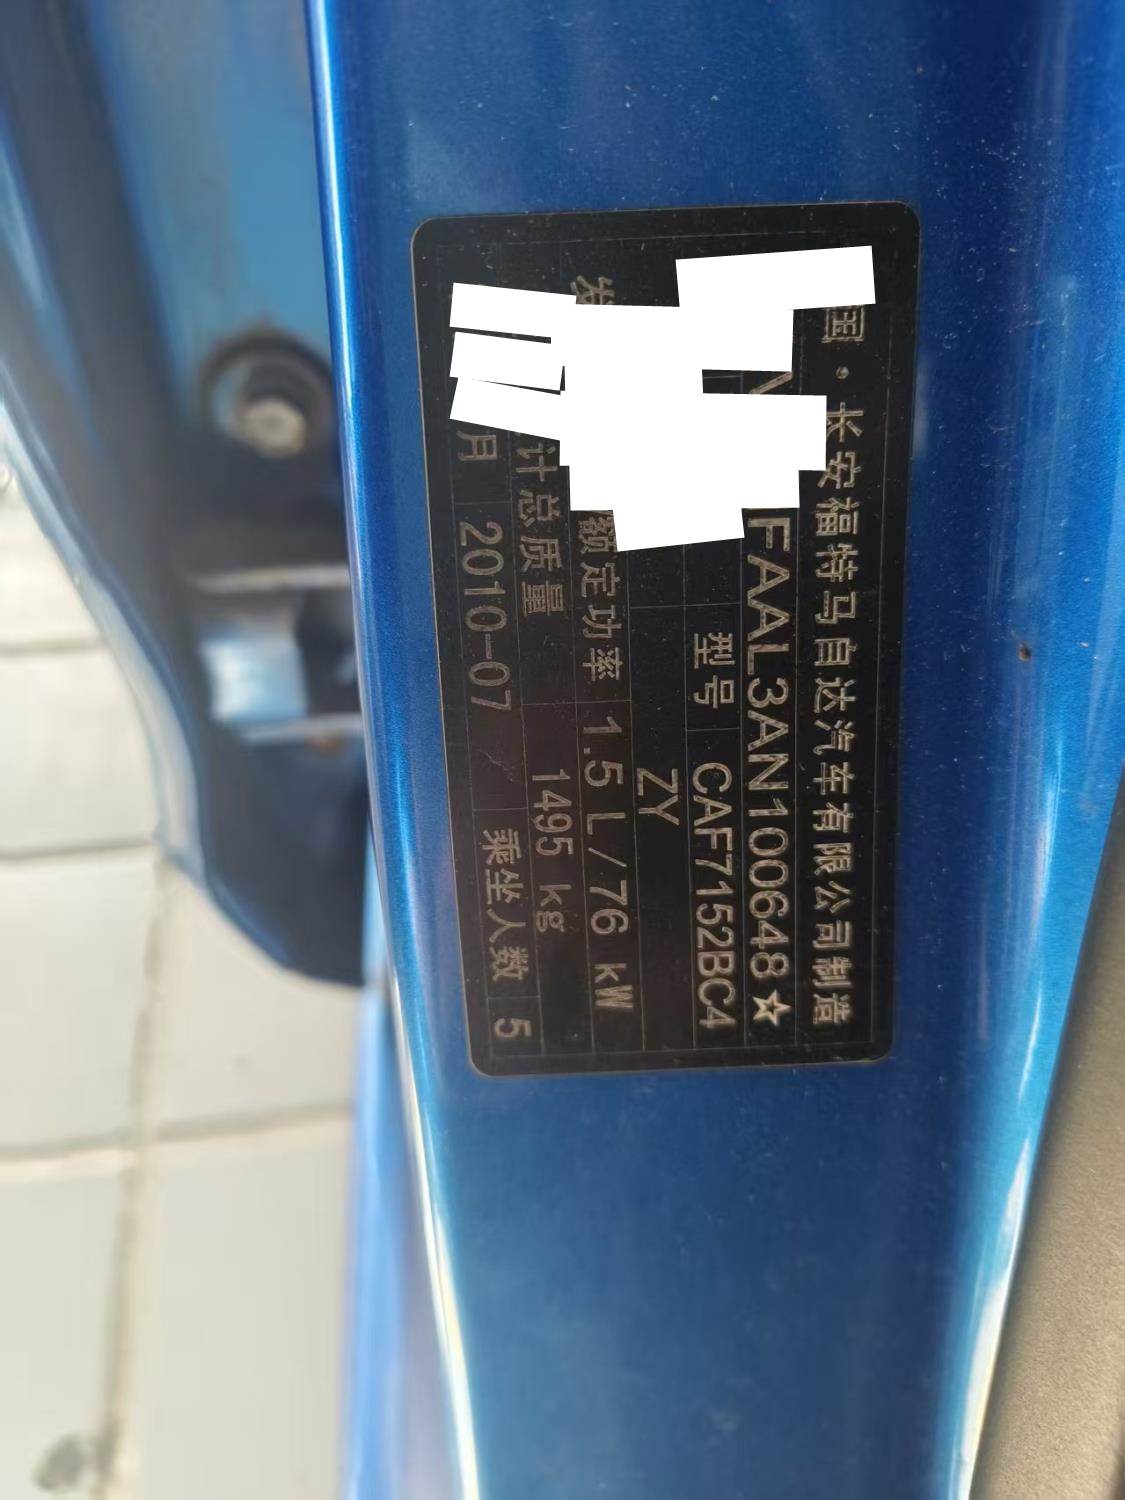 国·长安福特马自达汽车有限公司制造
FAAL3AN100648☆
型号 CAF7152BC4
ZY
发 额定功率 1.5 L/76 kW
计总质量 1495 kg
月 2010-07 乘坐人数 5